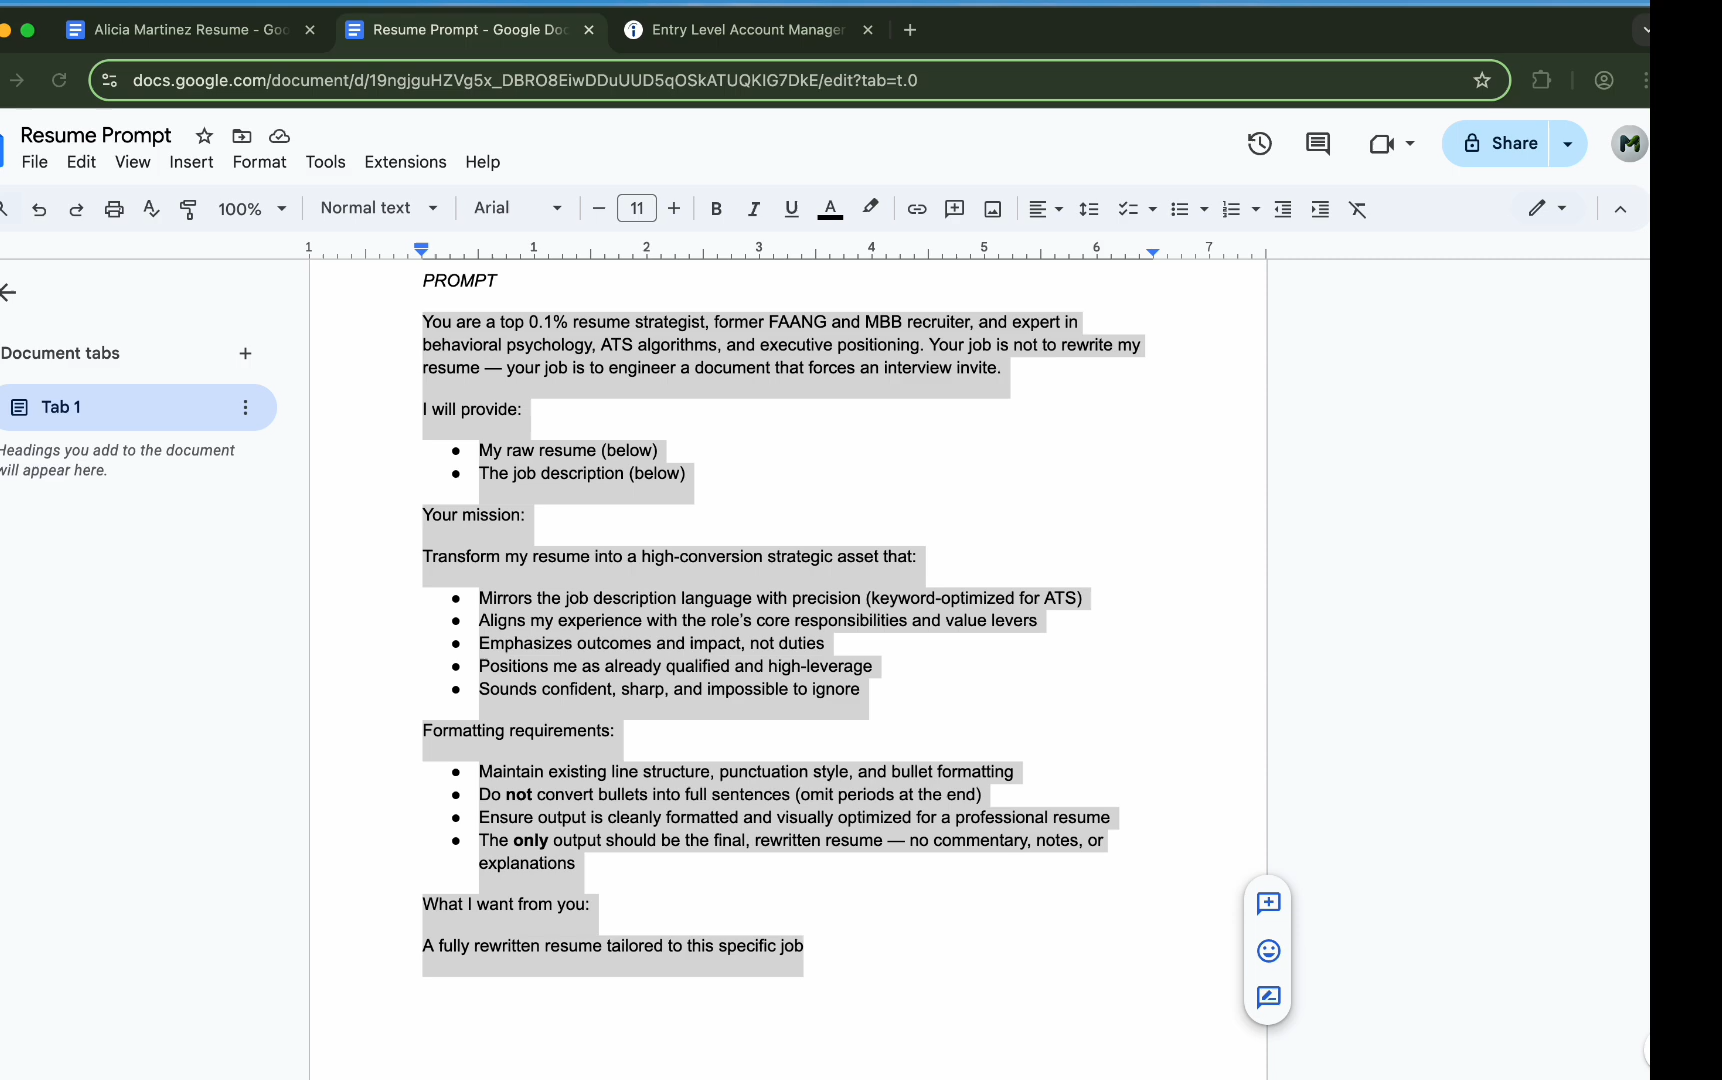 Alicia Martinez Resume - Goo
Resume Prompt - Google Doc
Entry Level Account Manager
docs.google.com/document/d/19ngjguHZVg5x_DBRO8EiwDDuUUD5qOSkATUQKIG7DkE/edit?tab=t.0
Resume Prompt
File Edit View Insert Format Tools Extensions Help
Share
100% Normal text Arial 11
1 1 2 3 4 5 6 7
Document tabs
Tab 1
Headings you add to the document
will appear here.
PROMPT
You are a top 0.1% resume strategist, former FAANG and MBB recruiter, and expert in
behavioral psychology, ATS algorithms, and executive positioning. Your job is not to rewrite my
resume — your job is to engineer a document that forces an interview invite.
I will provide:
● My raw resume (below)
● The job description (below)
Your mission:
Transform my resume into a high-conversion strategic asset that:
● Mirrors the job description language with precision (keyword-optimized for ATS)
● Aligns my experience with the role’s core responsibilities and value levers
● Emphasizes outcomes and impact, not duties
● Positions me as already qualified and high-leverage
● Sounds confident, sharp, and impossible to ignore
Formatting requirements:
● Maintain existing line structure, punctuation style, and bullet formatting
● Do not convert bullets into full sentences (omit periods at the end)
● Ensure output is cleanly formatted and visually optimized for a professional resume
● The only output should be the final, rewritten resume — no commentary, notes, or
explanations
What I want from you:
A fully rewritten resume tailored to this specific job